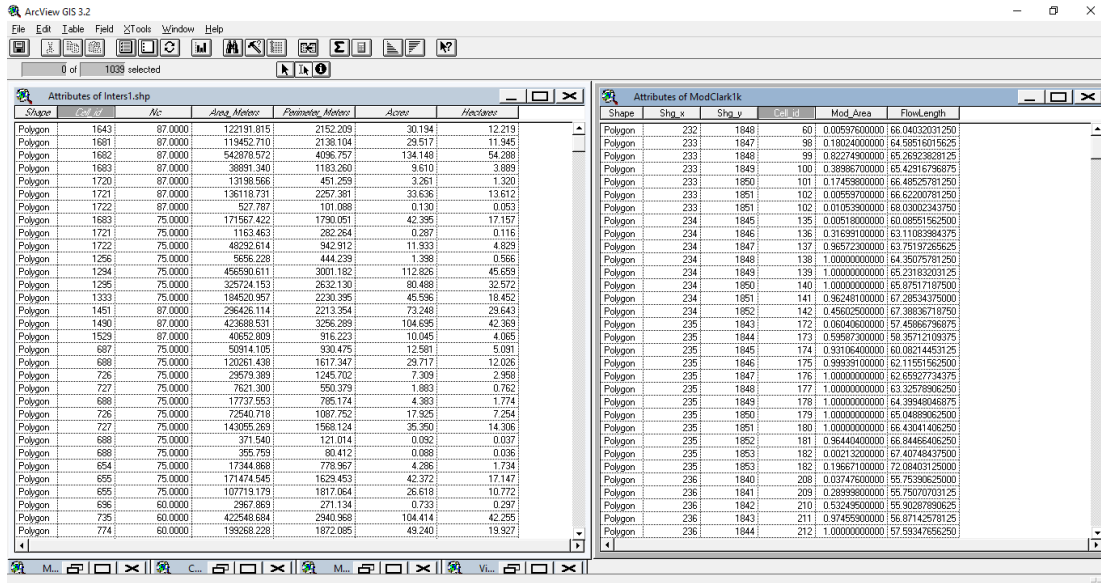 ArcView GIS 3.2
File Edit Table Field XTools Window Help
0 of 1039 selected
Attributes of Inters1.shp
Shape Cell_id Nc Area_Meters Perimeter_Meters Acres Hectares
Polygon 1643 87.0000 122191.815 2152.209 30.194 12.219
Polygon 1681 87.0000 119452.710 2138.104 29.517 11.945
Polygon 1682 87.0000 542878.572 4096.757 134.148 54.288
Polygon 1683 87.0000 38891.340 1183.260 9.610 3.889
Polygon 1720 87.0000 13198.566 451.259 3.261 1.320
Polygon 1721 87.0000 136118.731 2257.381 33.636 13.612
Polygon 1722 87.0000 527.787 101.088 0.130 0.053
Polygon 1683 75.0000 171567.422 1790.051 42.395 17.157
Polygon 1721 75.0000 1163.463 282.264 0.287 0.116
Polygon 1722 75.0000 48292.614 942.912 11.933 4.829
Polygon 1256 75.0000 5656.228 444.239 1.398 0.566
Polygon 1294 75.0000 456590.611 3001.182 112.826 45.659
Polygon 1295 75.0000 325724.153 2632.130 80.488 32.572
Polygon 1333 75.0000 184520.957 2230.395 45.596 18.452
Polygon 1451 87.0000 296426.114 2213.354 73.248 29.643
Polygon 1490 87.0000 423688.531 3256.289 104.695 42.369
Polygon 1529 87.0000 40652.809 916.223 10.045 4.065
Polygon 687 75.0000 50914.105 930.475 12.581 5.091
Polygon 688 75.0000 120261.438 1617.347 29.717 12.026
Polygon 726 75.0000 29579.389 1245.702 7.309 2.958
Polygon 727 75.0000 7621.300 550.379 1.883 0.762
Polygon 688 75.0000 17737.553 785.174 4.383 1.774
Polygon 726 75.0000 72540.718 1087.752 17.925 7.254
Polygon 727 75.0000 143055.269 1568.124 35.350 14.306
Polygon 688 75.0000 371.540 121.014 0.092 0.037
Polygon 688 75.0000 355.759 80.412 0.088 0.036
Polygon 654 75.0000 17344.868 778.967 4.286 1.734
Polygon 655 75.0000 171474.545 1629.453 42.372 17.147
Polygon 655 75.0000 107719.179 1817.064 26.618 10.772
Polygon 696 60.0000 2967.869 271.134 0.733 0.297
Polygon 735 60.0000 422548.684 2940.968 104.414 42.255
Polygon 774 60.0000 199268.228 1872.085 49.240 19.927
Attributes of ModClark1k
Shape Shg_x Shg_y Cell_id Mod_Area FlowLength
Polygon 232 1848 60 0.00597600000 66.04032031250
Polygon 233 1847 98 0.18024000000 64.58516015625
Polygon 233 1848 99 0.82274900000 65.26923828125
Polygon 233 1849 100 0.38986700000 65.42916796875
Polygon 233 1850 101 0.17459800000 66.48525781250
Polygon 233 1851 102 0.00559700000 66.62200781250
Polygon 233 1851 102 0.01053900000 68.03002343750
Polygon 234 1845 135 0.00518000000 60.08551562500
Polygon 234 1846 136 0.31699100000 63.11083984375
Polygon 234 1847 137 0.96572300000 63.75197265625
Polygon 234 1848 138 1.00000000000 64.35075781250
Polygon 234 1849 139 1.00000000000 65.23183203125
Polygon 234 1850 140 1.00000000000 65.87517187500
Polygon 234 1851 141 0.96248100000 67.28534375000
Polygon 234 1852 142 0.45602500000 67.38836718750
Polygon 235 1843 172 0.06040600000 57.45866796875
Polygon 235 1844 173 0.59587300000 58.35712109375
Polygon 235 1845 174 0.93106400000 60.08214453125
Polygon 235 1846 175 0.99939100000 62.11551562500
Polygon 235 1847 176 1.00000000000 62.65927734375
Polygon 235 1848 177 1.00000000000 63.32578906250
Polygon 235 1849 178 1.00000000000 64.39948046875
Polygon 235 1850 179 1.00000000000 65.04889062500
Polygon 235 1851 180 1.00000000000 66.43041406250
Polygon 235 1852 181 0.96440400000 66.84466406250
Polygon 235 1853 182 0.00213200000 67.40748437500
Polygon 235 1853 182 0.19667100000 72.08403125000
Polygon 236 1840 208 0.03747600000 55.75390625000
Polygon 236 1841 209 0.28999800000 55.75070703125
Polygon 236 1842 210 0.53249500000 55.90287890625
Polygon 236 1843 211 0.97455900000 56.87142578125
Polygon 236 1844 212 1.00000000000 57.59347656250
M... C... M... Vi...